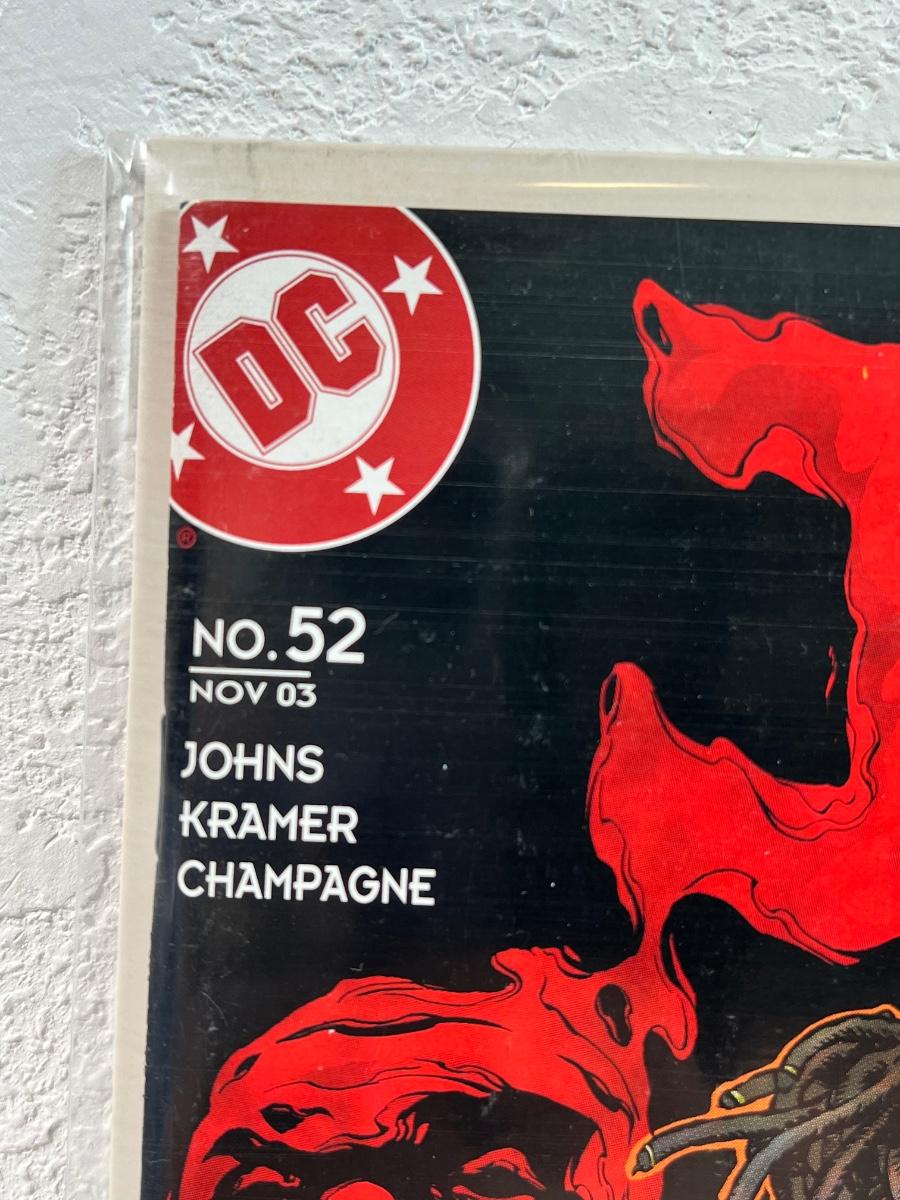 DC
®
NO. 52
NOV 03
JOHNS
KRAMER
CHAMPAGNE